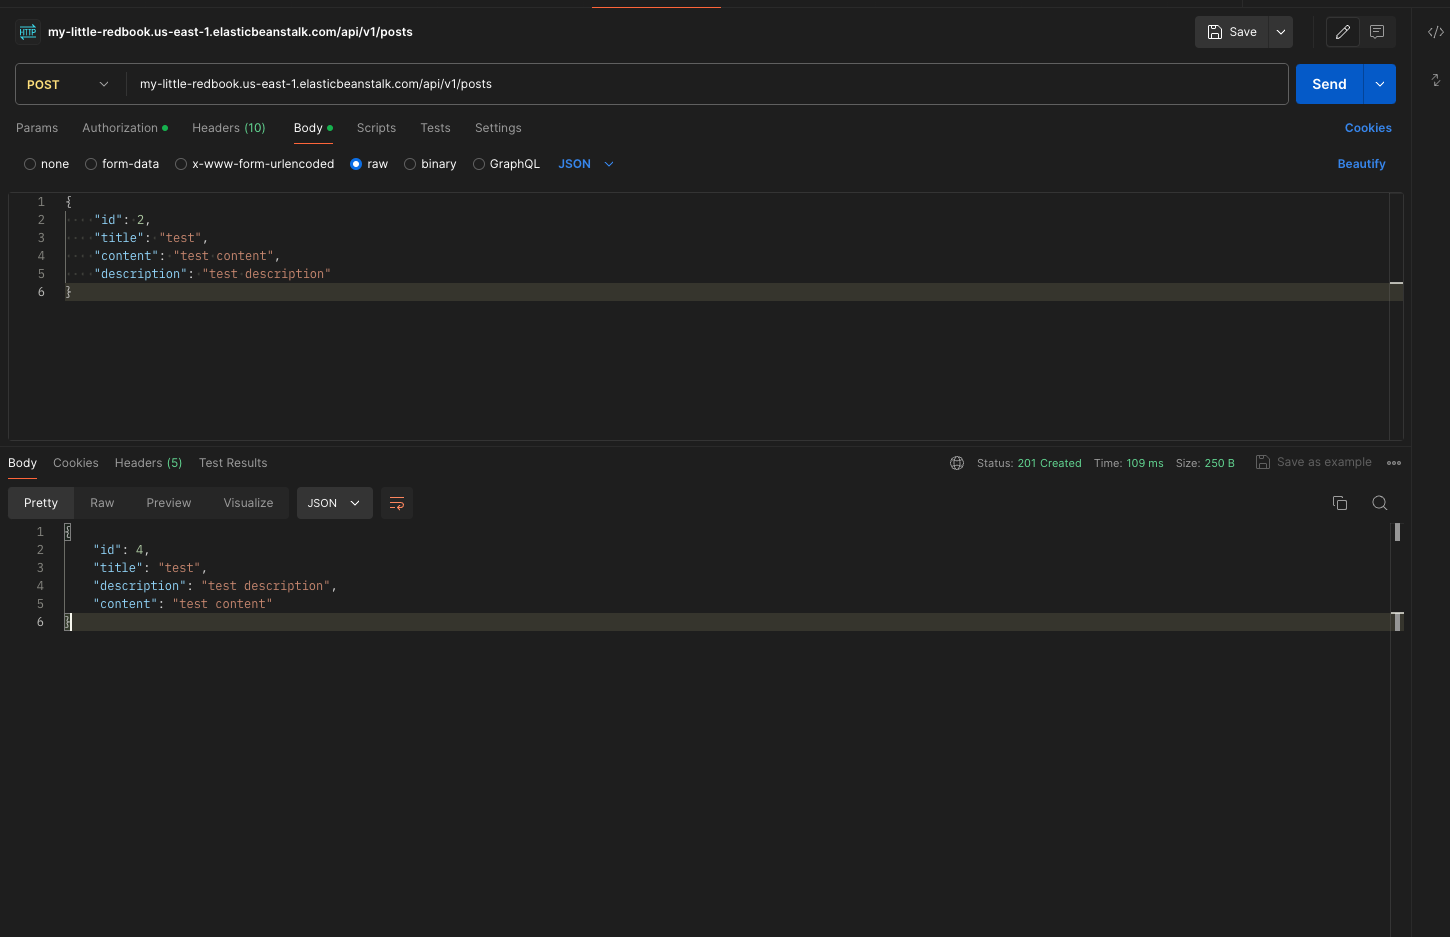 HTTP my-little-redbook.us-east-1.elasticbeanstalk.com/api/v1/posts Save
POST my-little-redbook.us-east-1.elasticbeanstalk.com/api/v1/posts Send
Params Authorization Headers (10) Body Scripts Tests Settings Cookies
none form-data x-www-form-urlencoded raw binary GraphQL JSON Beautify
1 {
2 "id": 2,
3 "title": "test",
4 "content": "test content",
5 "description": "test description"
6 }
Body Cookies Headers (5) Test Results Status: 201 Created Time: 109 ms Size: 250 B Save as example
Pretty Raw Preview Visualize JSON
1 {
2 "id": 4,
3 "title": "test",
4 "description": "test description",
5 "content": "test content"
6 }